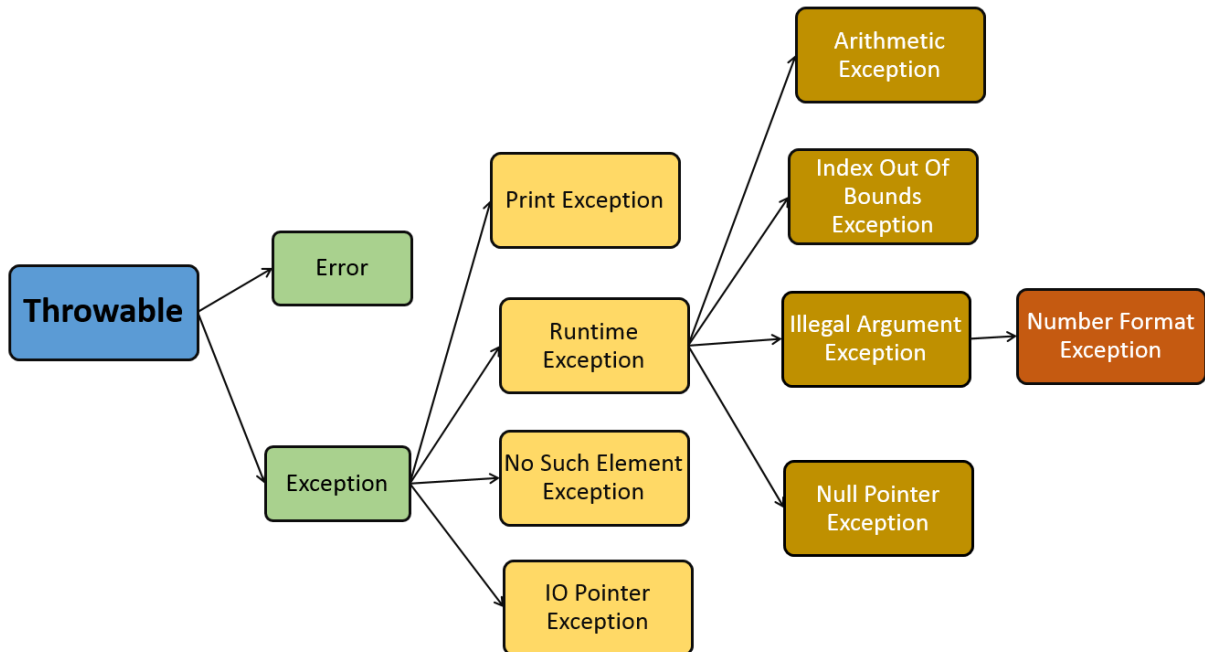 Throwable
Error
Exception
Print Exception
Runtime
Exception
No Such Element
Exception
IO Pointer
Exception
Arithmetic
Exception
Index Out Of
Bounds
Exception
Illegal Argument
Exception
Null Pointer
Exception
Number Format
Exception